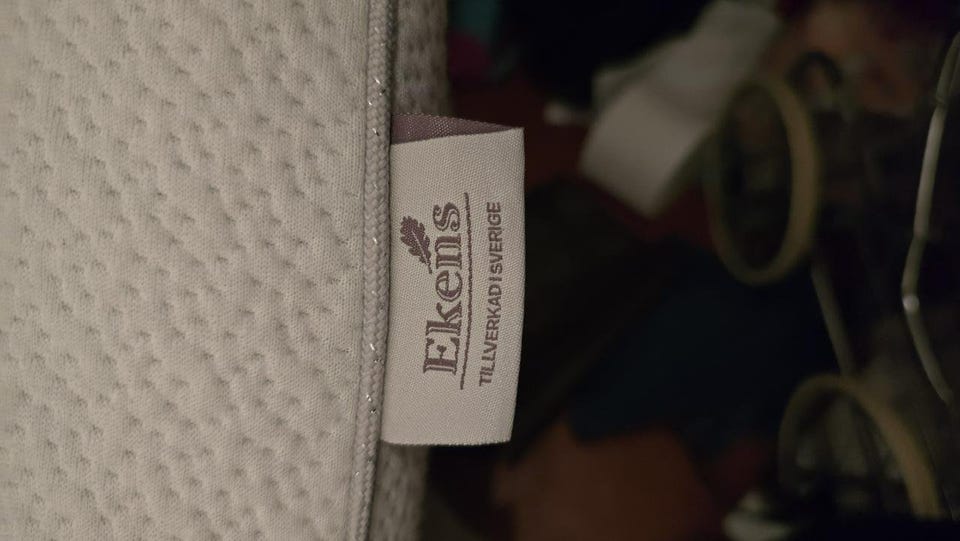 Ekens
TILLVERKAD I SVERIGE